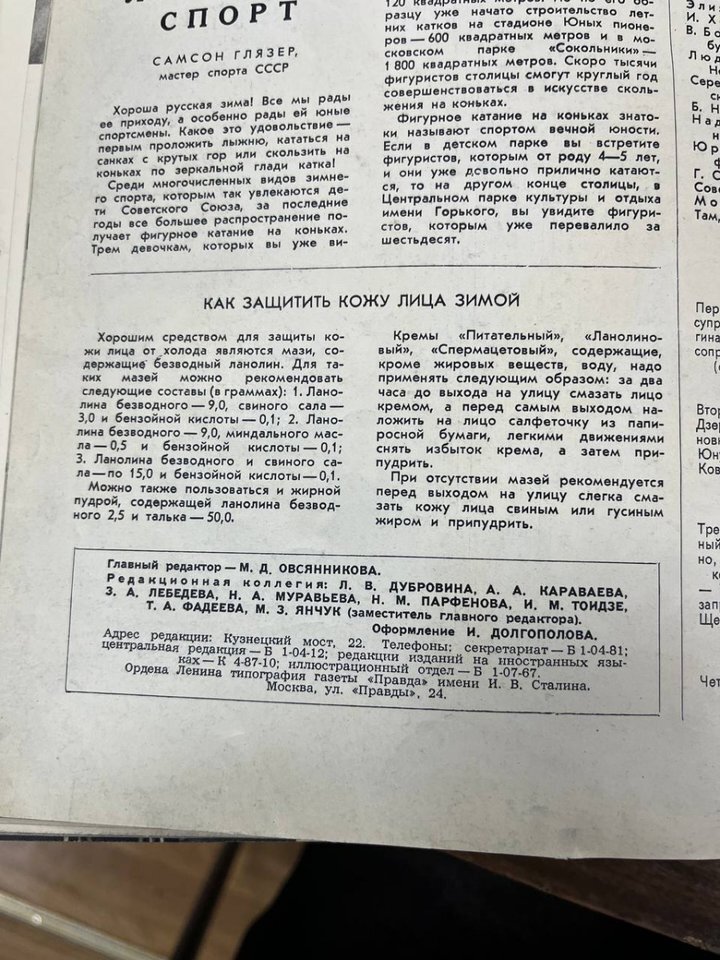 СПОРТ
САМСОН ГЛЯЗЕР,
мастер спорта СССР
Хороша русская зима! Все мы рады
ее приходу, а особенно рады ей юные
спортсмены. Какое это удовольствие —
первым проложить лыжню, кататься на
санках с крутых гор или скользить на
коньках по зеркальной глади катка!
Среди многочисленных видов зимне-
го спорта, которым так увлекаются де-
ти Советского Союза, за последние
годы все большее распространение по-
лучает фигурное катание на коньках.
Трем девочкам, которых вы уже ви-
120 квадратных
разцу уже начато строительство лет-
них катков на стадионе Юных пионе-
ров — 600 квадратных метров и в мо-
сковском парке «Сокольники» —
1 800 квадратных метров. Скоро тысячи
фигуристов столицы смогут круглый год
совершенствоваться в искусстве сколь-
жения на коньках.
Фигурное катание на коньках знато-
ки называют спортом вечной юности.
Если в детском парке вы встретите
фигуристов, которым от роду 4—5 лет,
и они уже довольно прилично катают-
ся, то на другом конце столицы, в
Центральном парке культуры и отдыха
имени Горького, вы увидите фигури-
стов, которым уже перевалило за
шестьдесят.
КАК ЗАЩИТИТЬ КОЖУ ЛИЦА ЗИМОЙ
Хорошим средством для защиты ко-
жи лица от холода являются мази, со-
держащие безводный ланолин. Для та-
ких мазей можно рекомендовать
следующие составы (в граммах): 1. Лано-
лина безводного — 9,0, свиного сала —
3,0 и бензойной кислоты — 0,1; 2. Лано-
лина безводного — 9,0, миндального мас-
ла — 0,5 и бензойной кислоты — 0,1;
3. Ланолина безводного и свиного са-
ла — по 15,0 и бензойной кислоты — 0,1.
Можно также пользоваться и жирной
пудрой, содержащей ланолина безвод-
ного 2,5 и талька — 50,0.
Кремы «Питательный», «Ланолино-
вый», «Спермацетовый», содержащие,
кроме жировых веществ, воду, надо
применять следующим образом: за два
часа до выхода на улицу смазать лицо
кремом, а перед самым выходом на-
ложить на лицо салфеточку из папи-
росной бумаги, легкими движениями
снять избыток крема, а затем при-
пудрить.
При отсутствии мазей рекомендуется
перед выходом на улицу слегка сма-
зать кожу лица свиным или гусиным
жиром и припудрить.
Главный редактор — М. Д. ОВСЯННИКОВА.
Редакционная коллегия: Л. В. ДУБРОВИНА, А. А. КАРАВАЕВА,
З. А. ЛЕБЕДЕВА, Н. А. МУРАВЬЕВА, Н. М. ПАРФЕНОВА, И. М. ТОИДЗЕ,
Т. А. ФАДЕЕВА, М. З. ЯНЧУК (заместитель главного редактора).
Оформление И. ДОЛГОПОЛОВА.
Адрес редакции: Кузнецкий мост, 22. Телефоны: секретариат — Б 1-04-81;
центральная редакция — Б 1-04-12; редакции изданий на иностранных язы-
ках — К 4-87-10; иллюстрационный отдел — Б 1-07-67.
Ордена Ленина типография газеты «Правда» имени И. В. Сталина.
Москва, ул. «Правды», 24.